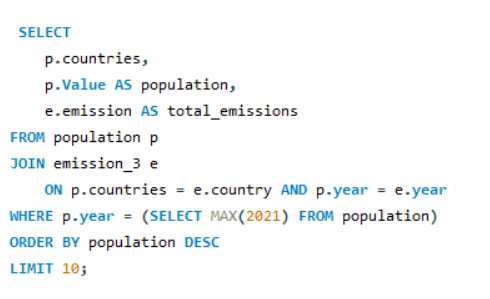 SELECT
p.countries,
p.Value AS population,
e.emission AS total_emissions
FROM population p
JOIN emission_3 e
ON p.countries = e.country AND p.year = e.year
WHERE p.year = (SELECT MAX(2021) FROM population)
ORDER BY population DESC
LIMIT 10;